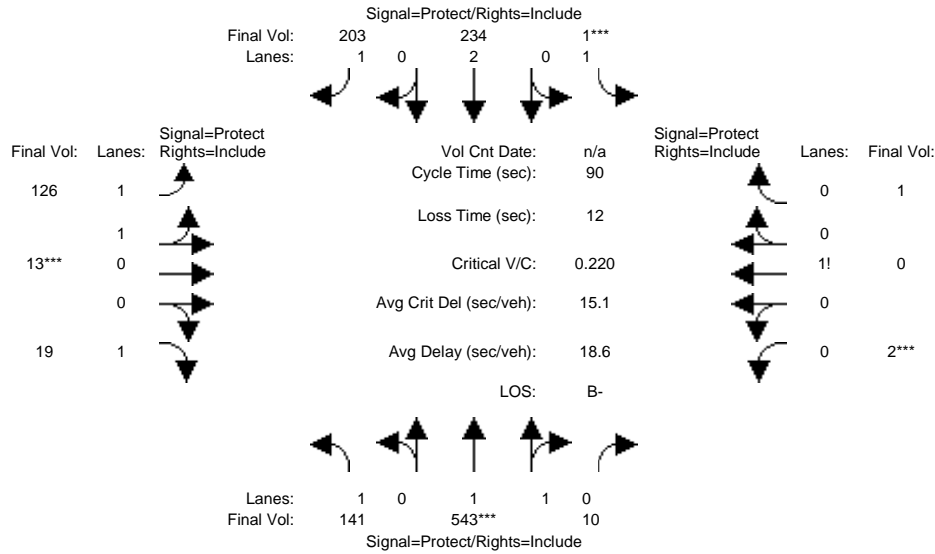 Signal=Protect/Rights=Include
Final Vol: 203 234 1***
Lanes: 1 0 2 0 1
Signal=Protect
Final Vol: Lanes: Rights=Include
Vol Cnt Date: n/a
Signal=Protect
Rights=Include Lanes: Final Vol:
Cycle Time (sec): 90
126 1
0 1
Loss Time (sec): 12
1
0
13*** 0
Critical V/C: 0.220
1! 0
0
Avg Crit Del (sec/veh): 15.1
0
19 1
Avg Delay (sec/veh): 18.6
0 2***
LOS: B-
Lanes: 1 0 1 1 0
Final Vol: 141 543*** 10
Signal=Protect/Rights=Include